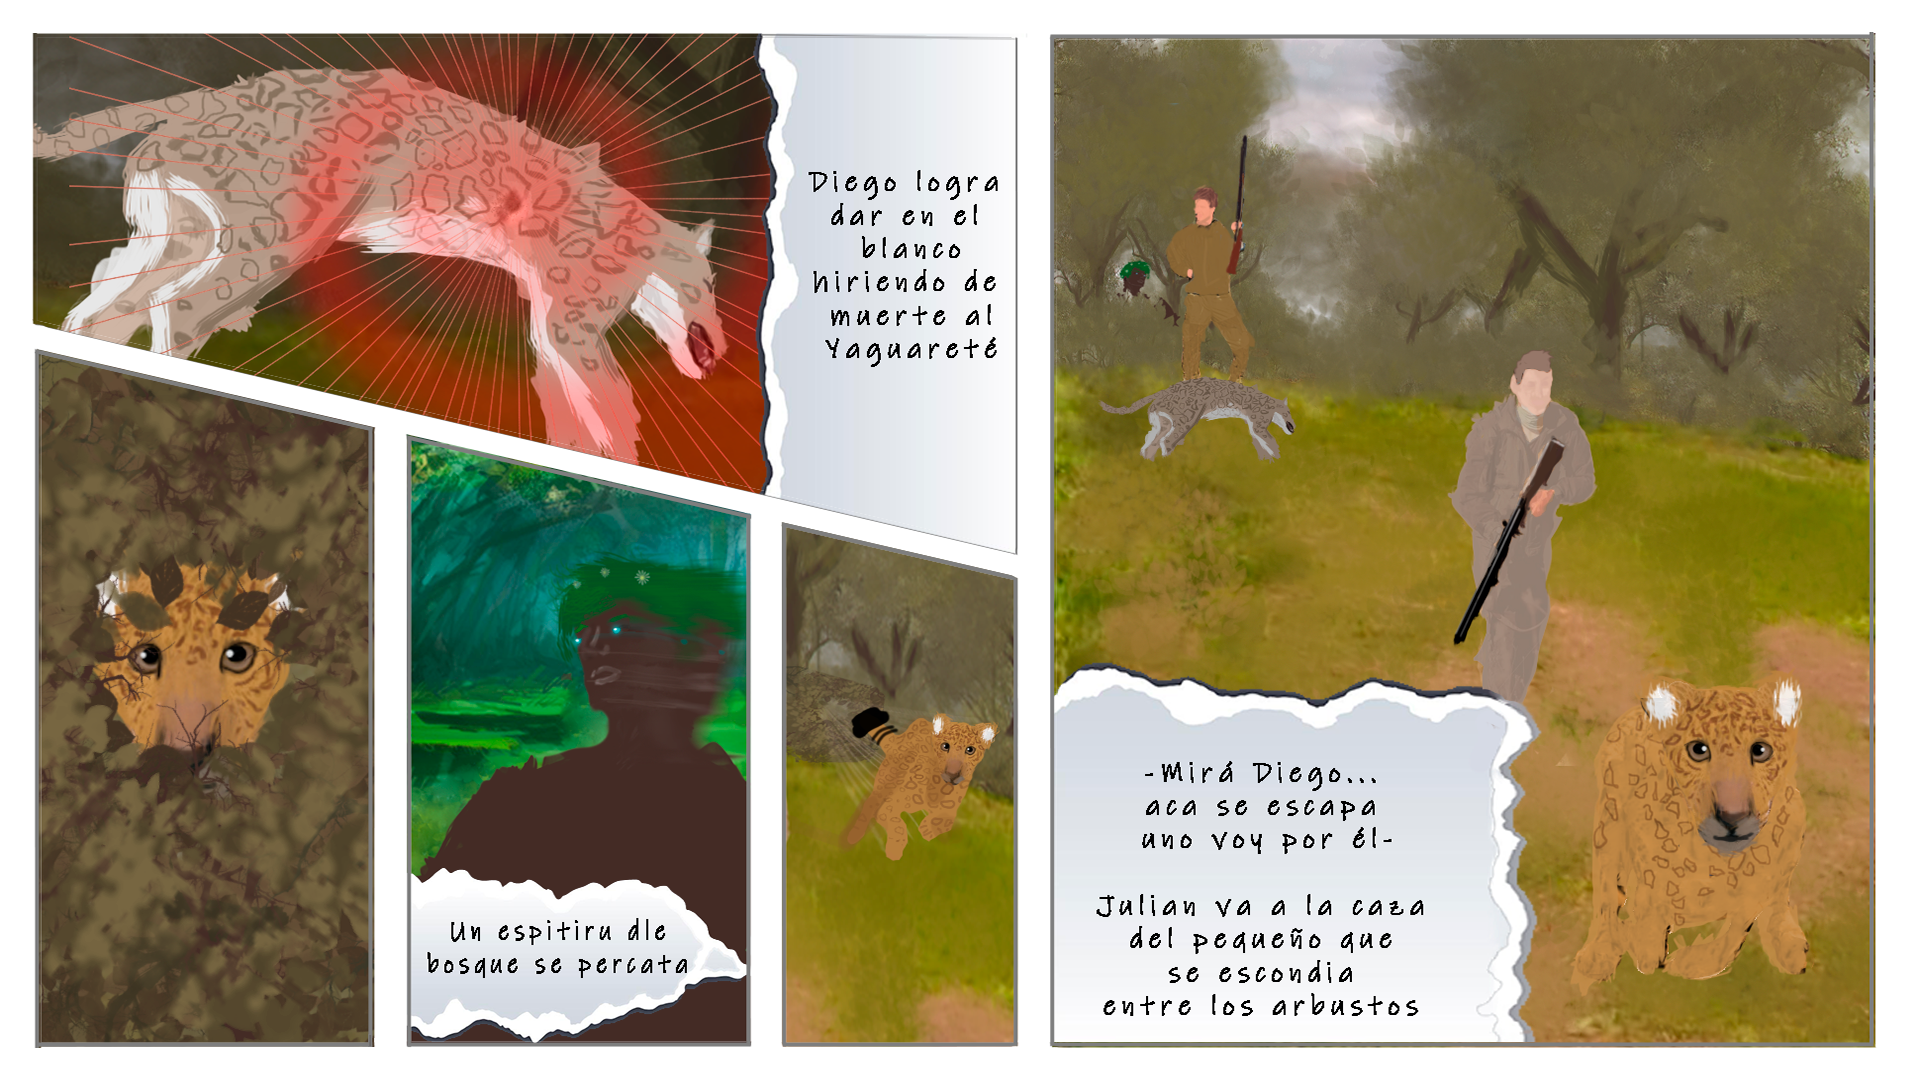 Diego logra
dar en el
blanco
hiriendo de
muerte al
Yaguareté
Un espitiru dle
bosque se percata
-Mirá Diego...
aca se escapa
uno voy por él-
Julian va a la caza
del pequeño que
se escondia
entre los arbustos